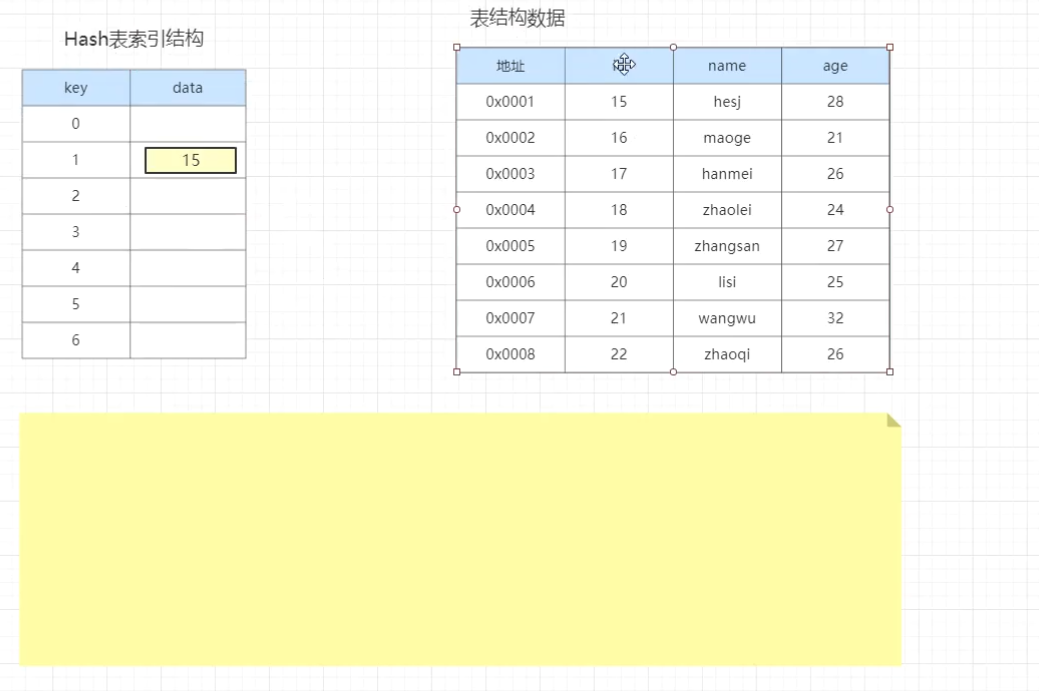 表结构数据
Hash表索引结构
key data
0
1 15
2
3
4
5
6
地址 name age
0x0001 15 hesj 28
0x0002 16 maoge 21
0x0003 17 hanmei 26
0x0004 18 zhaolei 24
0x0005 19 zhangsan 27
0x0006 20 lisi 25
0x0007 21 wangwu 32
0x0008 22 zhaoqi 26